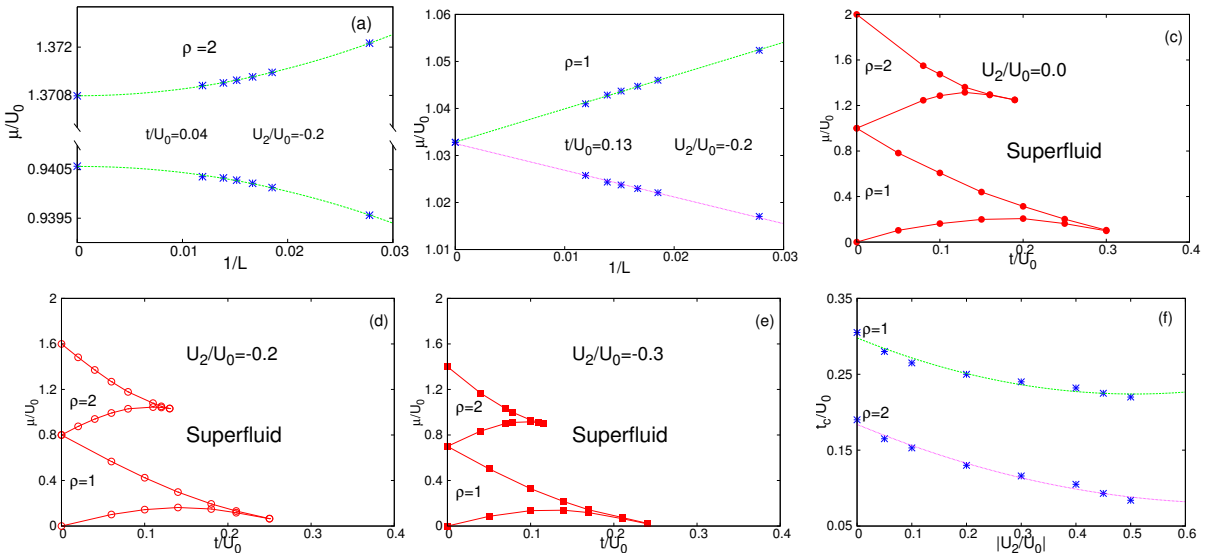 (a)
ρ =2
μ/U0
1.372
1.3708
0.9405
0.9395
t/U0=0.04 U2/U0=-0.2
0 0.01 0.02 0.03
1/L
ρ=1
μ/U0
1.06
1.05
1.04
1.03
1.02
1.01
t/U0=0.13 U2/U0=-0.2
0 0.01 0.02 0.03
1/L
(c)
μ/U0
2
1.6
1.2
0.8
0.4
0
ρ=2
U2/U0=0.0
Superfluid
ρ=1
0 0.1 0.2 0.3 0.4
t/U0
(d)
μ/U0
2
1.6
1.2
0.8
0.4
0
U2/U0=-0.2
ρ=2
Superfluid
ρ=1
0 0.1 0.2 0.3 0.4
t/U0
(e)
μ/U0
2
1.6
1.2
0.8
0.4
0
U2/U0=-0.3
ρ=2
Superfluid
ρ=1
0 0.1 0.2 0.3 0.4
t/U0
(f)
tc/U0
0.35
0.25
0.15
0.05
ρ=1
ρ=2
0 0.1 0.2 0.3 0.4 0.5 0.6
|U2/U0|